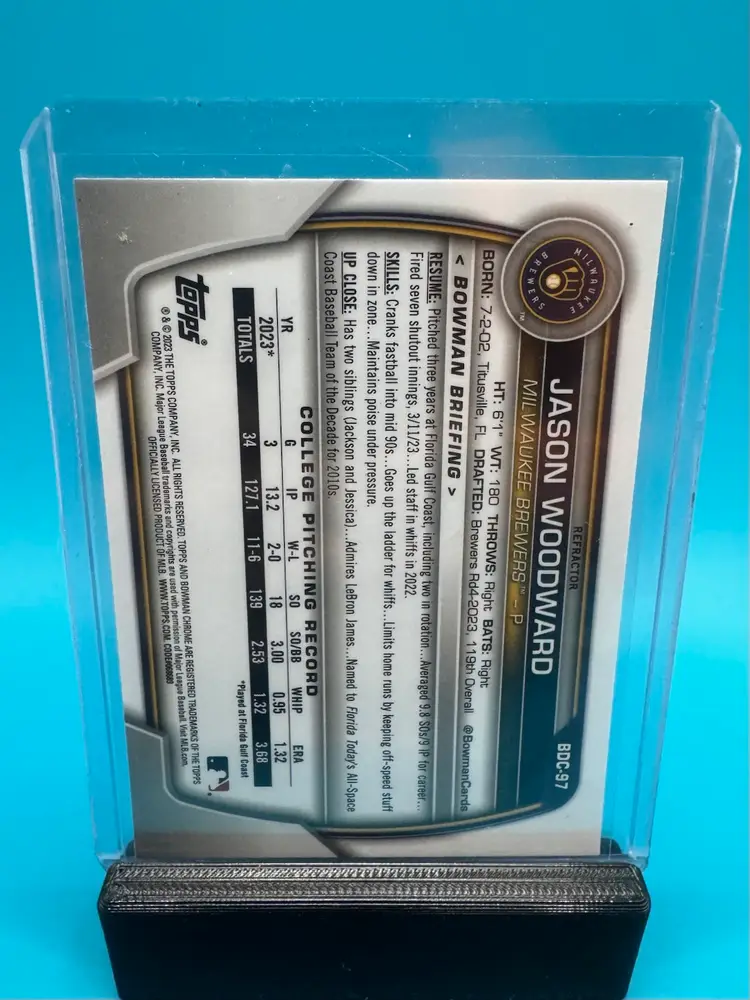 REFRACTOR
BDC-97
MILWAUKEE
BREWERS
TM
JASON WOODWARD
MILWAUKEE BREWERS™ – P
HT: 6'1" WT: 180 THROWS: Right BATS: Right
BORN: 7-2-02, Titusville, FL DRAFTED: Brewers Rd4-2023, 119th Overall @BowmanCards
< BOWMAN BRIEFING >
RESUME: Pitched three years at Florida Gulf Coast, including two in rotation...Averaged 9.8 SOs/9 IP for career...
Fired seven shutout innings, 3/11/23...Led staff in whiffs in 2022.
SKILLS: Cranks fastball into mid 90s...Goes up the ladder for whiffs...Limits home runs by keeping off-speed stuff
down in zone...Maintains poise under pressure.
UP CLOSE: Has two siblings (Jackson and Jessica)...Admires LeBron James...Named to Florida Today's All-Space
Coast Baseball Team of the Decade for 2010s.
COLLEGE PITCHING RECORD
YR G IP W-L SO SO/BB WHIP ERA
2023* 3 13.2 2-0 18 3.00 0.95 1.32
TOTALS 34 127.1 11-6 139 2.53 1.32 3.68
*Played at Florida Gulf Coast
topps®
® & © 2023 THE TOPPS COMPANY, INC. ALL RIGHTS RESERVED. TOPPS AND BOWMAN CHROME ARE REGISTERED TRADEMARKS OF THE TOPPS
COMPANY, INC. Major League Baseball trademarks and copyrights are used with permission of Major League Baseball. Visit MLB.com.
OFFICIALLY LICENSED PRODUCT OF MLB. WWW.TOPPS.COM.